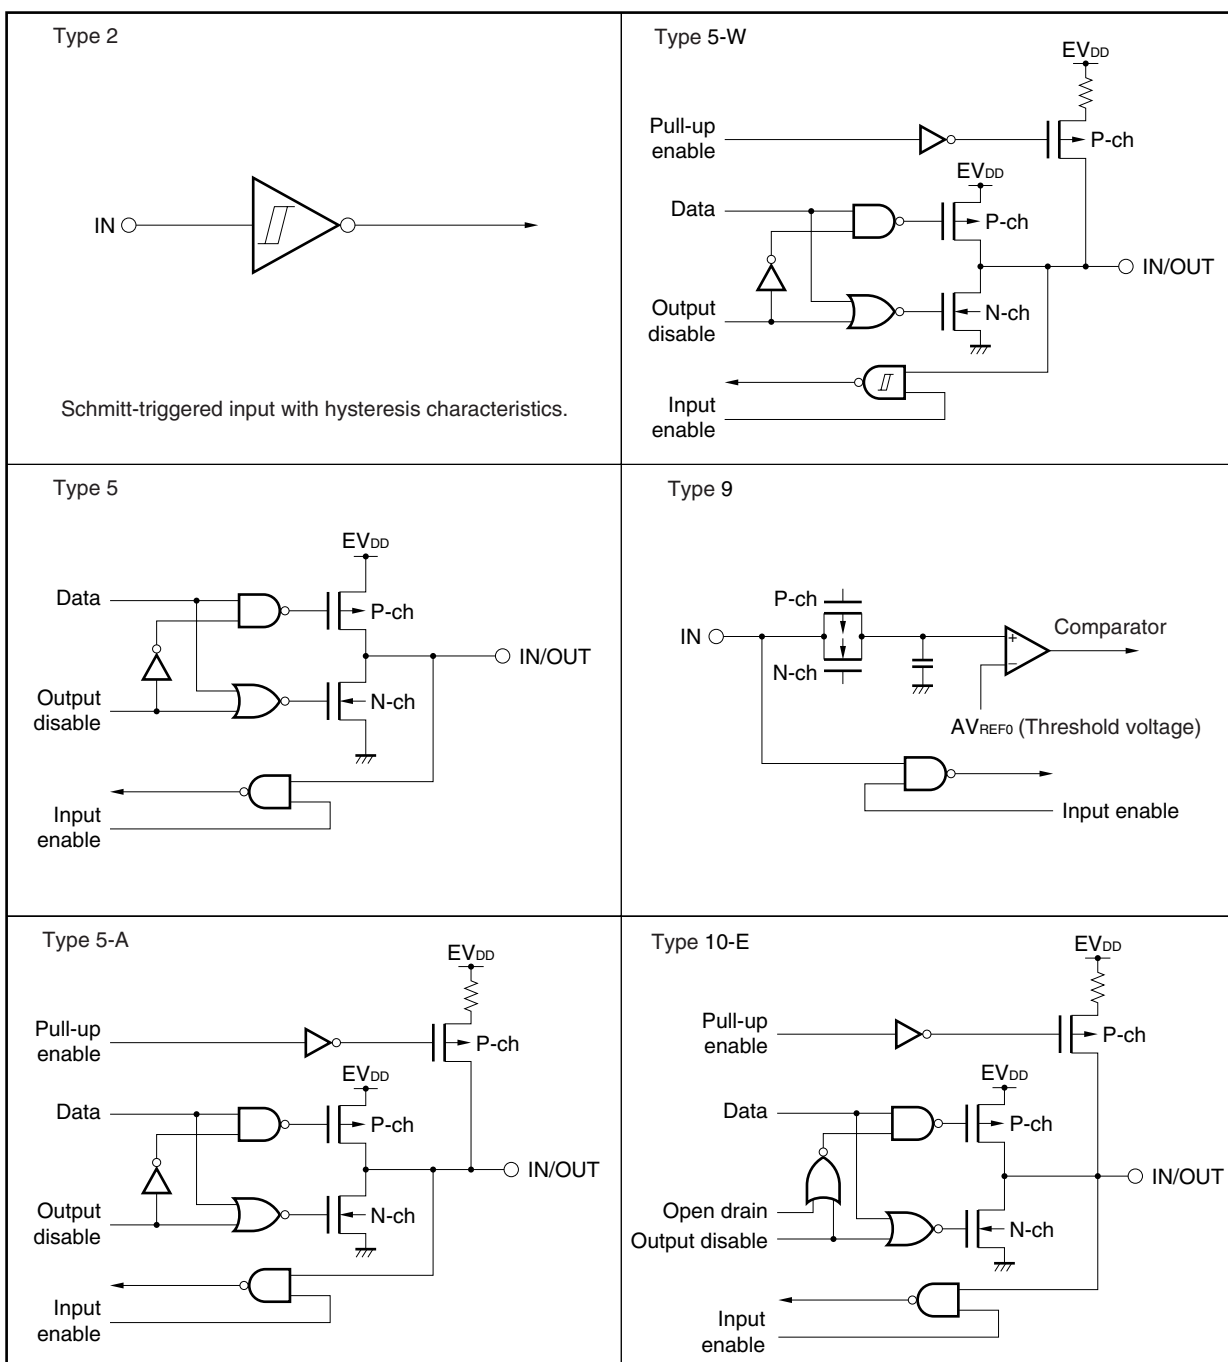 Type 2
IN
Schmitt-triggered input with hysteresis characteristics.
Type 5-W
EVDD
Pull-up
enable
P-ch
EVDD
Data
P-ch
IN/OUT
Output
disable
N-ch
Input
enable
Type 5
EVDD
Data
P-ch
IN/OUT
Output
disable
N-ch
Input
enable
Type 9
P-ch
IN
N-ch
+
−
Comparator
AVREF0 (Threshold voltage)
Input enable
Type 5-A
EVDD
Pull-up
enable
P-ch
EVDD
Data
P-ch
IN/OUT
Output
disable
N-ch
Input
enable
Type 10-E
EVDD
Pull-up
enable
P-ch
EVDD
Data
P-ch
IN/OUT
Open drain
Output disable
N-ch
Input
enable